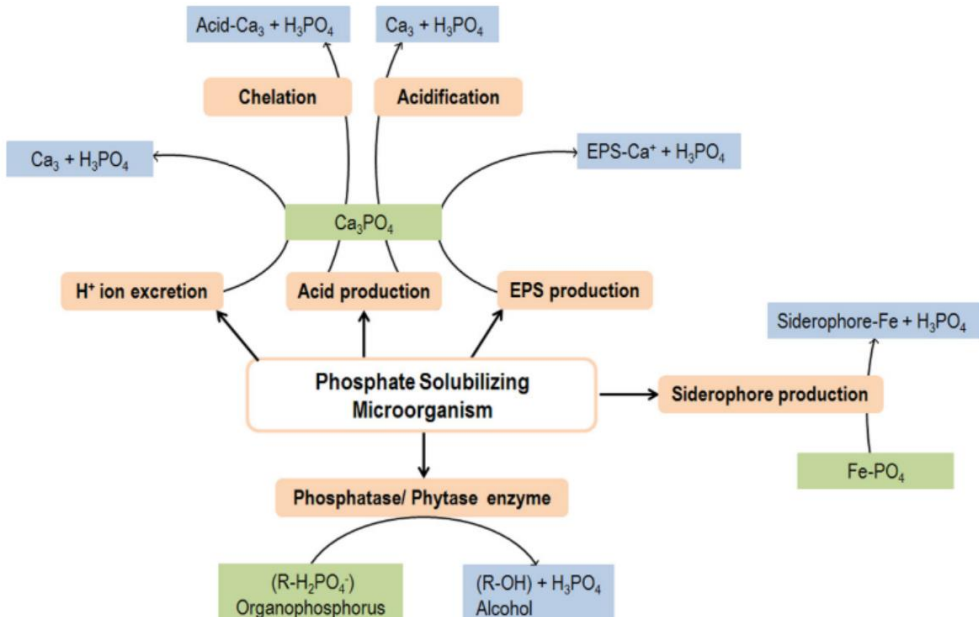 Acid-Ca₃ + H₃PO₄
Ca₃ + H₃PO₄
Chelation
Acidification
Ca₃ + H₃PO₄
EPS-Ca⁺ + H₃PO₄
Ca₃PO₄
H⁺ ion excretion
Acid production
EPS production
Siderophore-Fe + H₃PO₄
Phosphate Solubilizing
Microorganism
Siderophore production
Fe-PO₄
Phosphatase/ Phytase enzyme
(R-H₂PO₄⁻)
Organophosphorus
(R-OH) + H₃PO₄
Alcohol